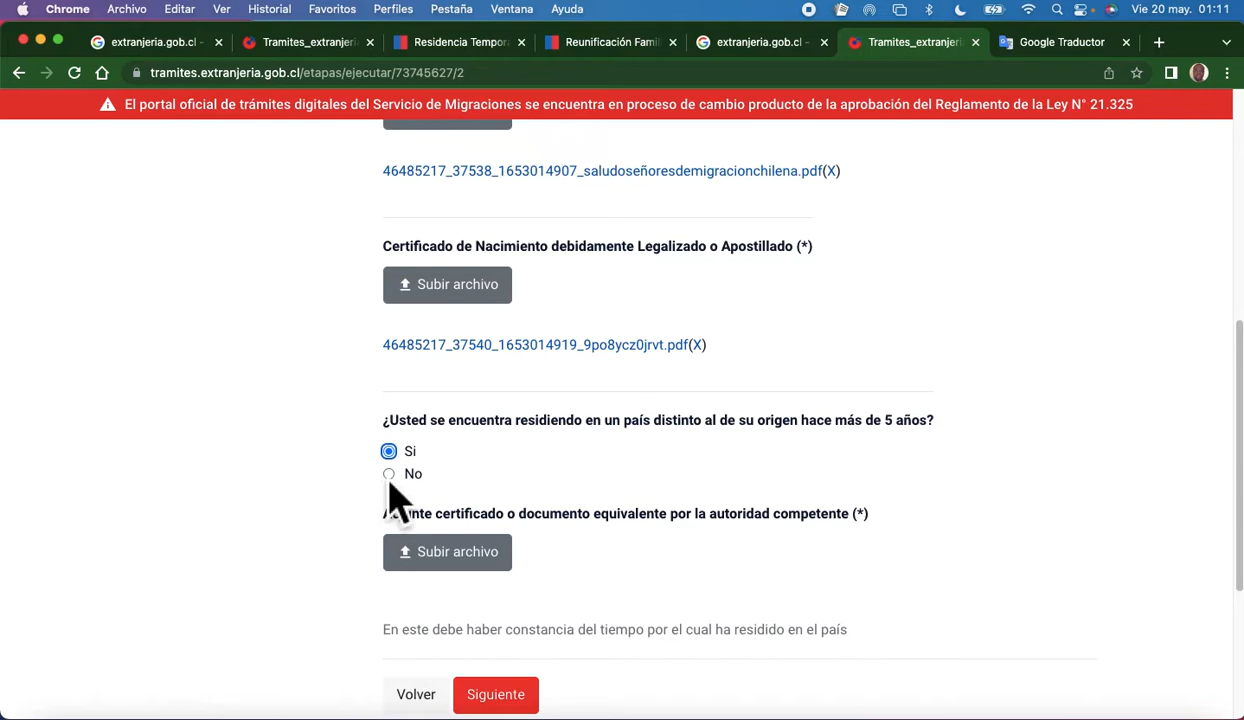 Chrome Archivo Editar Ver Historial Favoritos Perfiles Pestaña Ventana Ayuda Vie 20 may. 01:11
extranjeria.gob.cl - Tramites_extranjerí Residencia Tempora Reunificación Famil extranjeria.gob.cl - Tramites_extranjerí Google Traductor
tramites.extranjeria.gob.cl/etapas/ejecutar/73745627/2
El portal oficial de trámites digitales del Servicio de Migraciones se encuentra en proceso de cambio producto de la aprobación del Reglamento de la Ley N° 21.325
46485217_37538_1653014907_saludoseñoresdemigracionchilena.pdf(X)
Certificado de Nacimiento debidamente Legalizado o Apostillado (*)
Subir archivo
46485217_37540_1653014919_9po8ycz0jrvt.pdf(X)
¿Usted se encuentra residiendo en un país distinto al de su origen hace más de 5 años?
Si
No
certificado o documento equivalente por la autoridad competente (*)
Subir archivo
En este debe haber constancia del tiempo por el cual ha residido en el país
Volver Siguiente